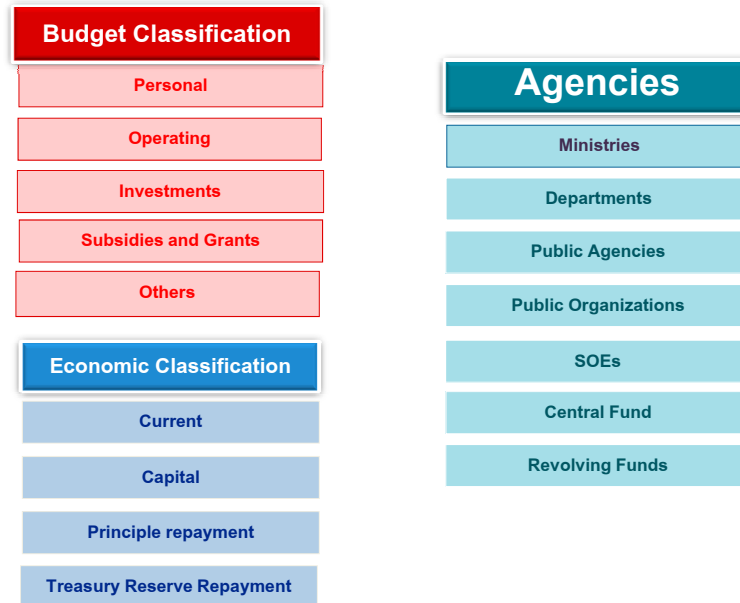 Budget Classification
Personal
Operating
Investments
Subsidies and Grants
Others
Economic Classification
Current
Capital
Principle repayment
Treasury Reserve Repayment
Agencies
Ministries
Departments
Public Agencies
Public Organizations
SOEs
Central Fund
Revolving Funds